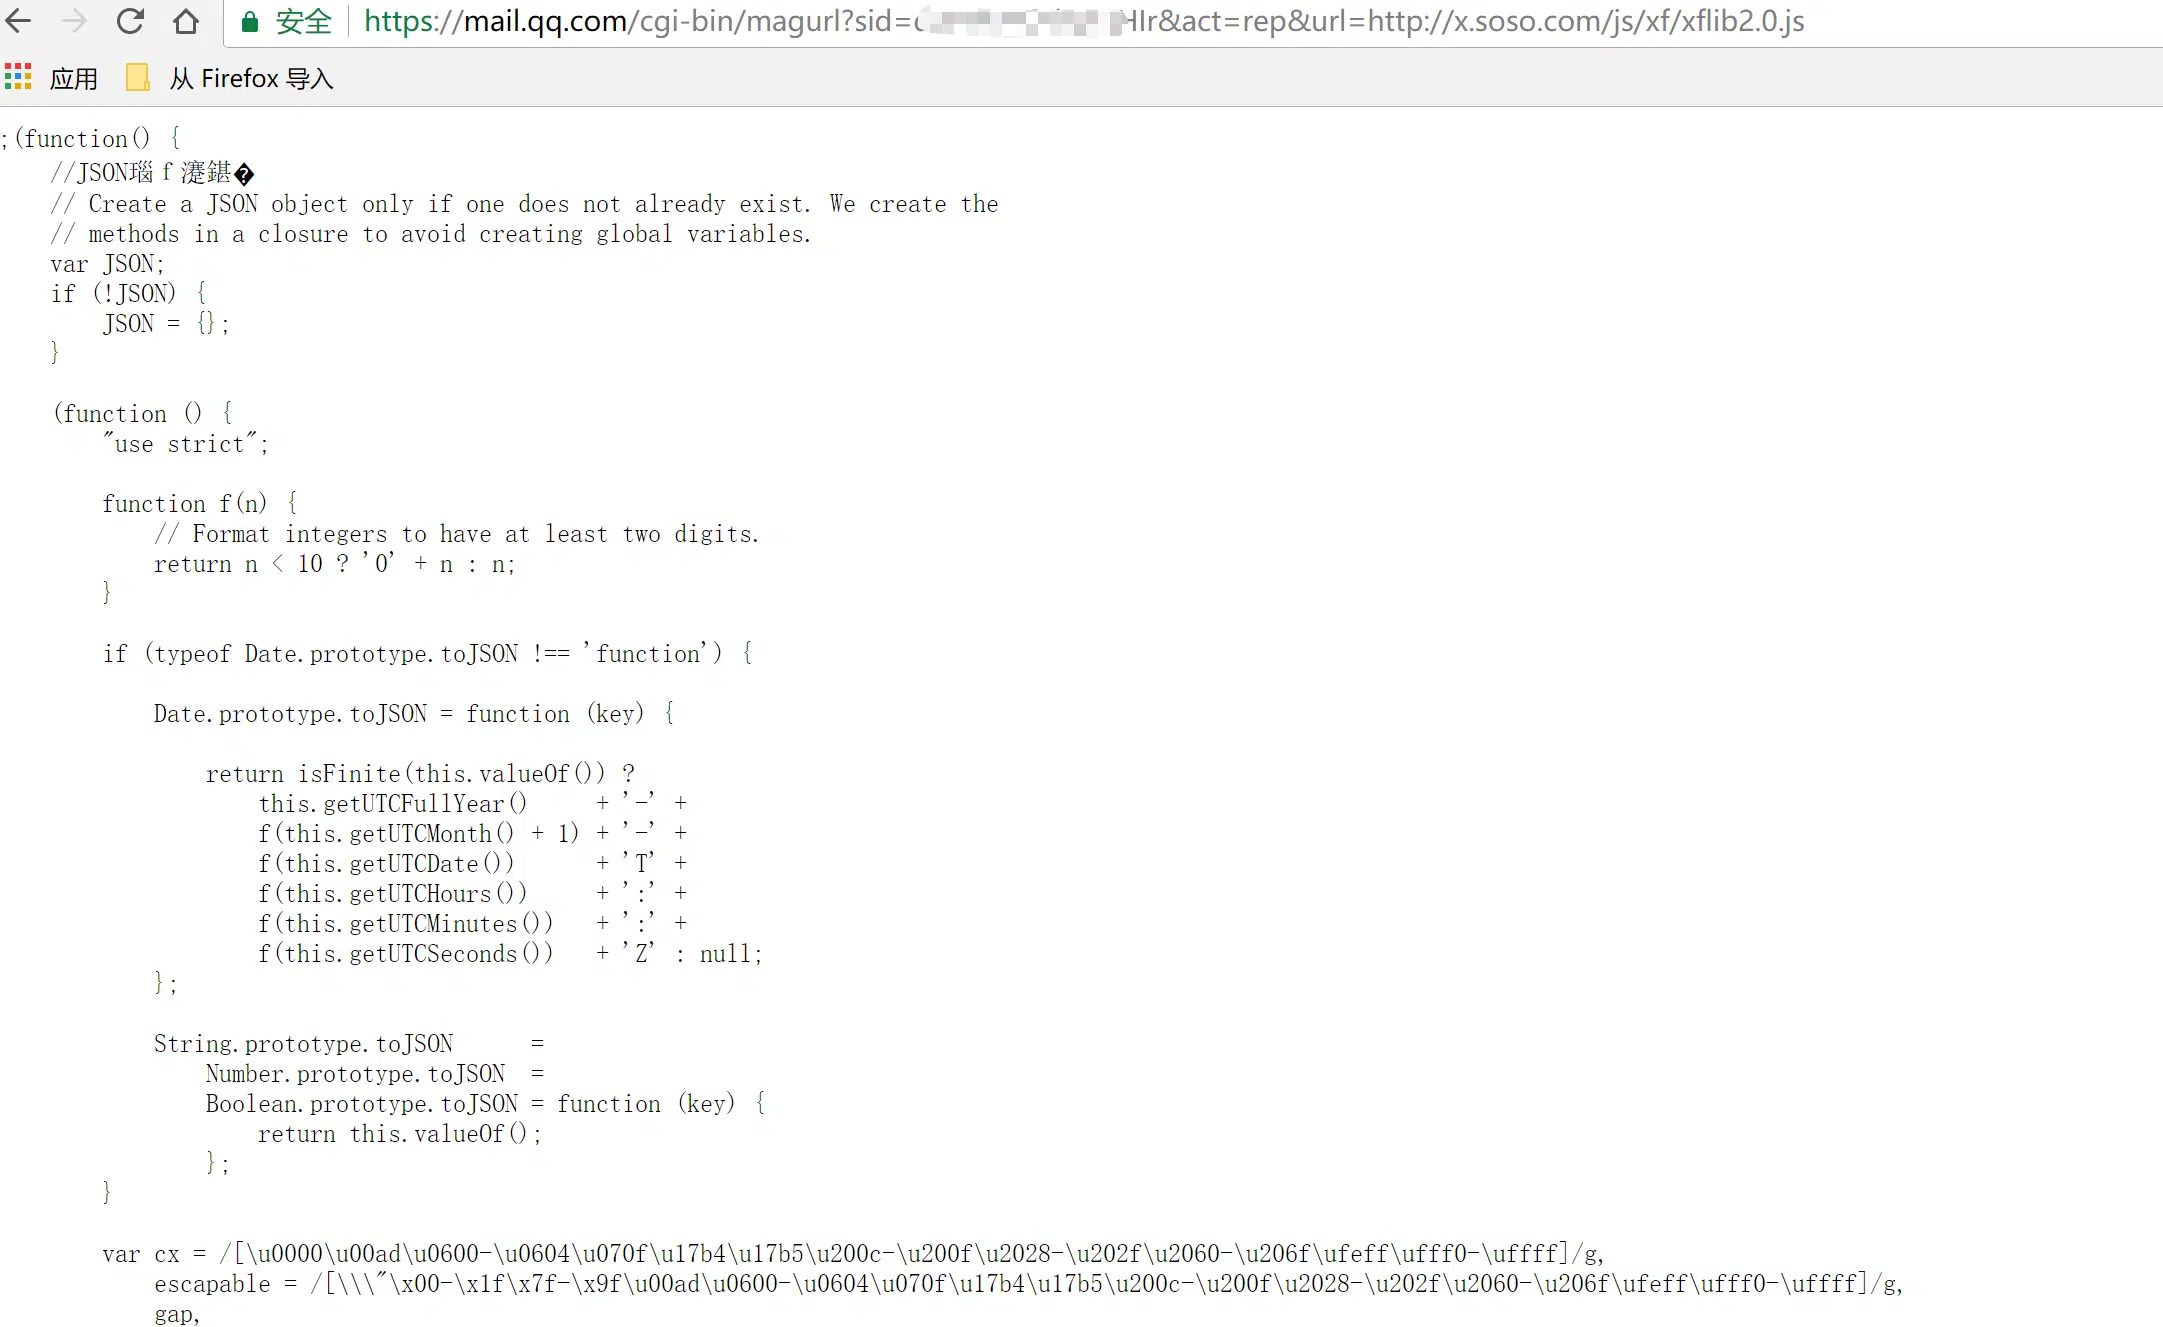 安全 https://mail.qq.com/cgi-bin/magurl?sid= HIr&act=rep&url=http://x.soso.com/js/xf/xflib2.0.js
应用 从 Firefox 导入
;(function() {
    //JSON瑙ｆ瀽鍖�
    // Create a JSON object only if one does not already exist. We create the
    // methods in a closure to avoid creating global variables.
    var JSON;
    if (!JSON) {
        JSON = {};
    }
    (function () {
        "use strict";
        function f(n) {
            // Format integers to have at least two digits.
            return n < 10 ? '0' + n : n;
        }
        if (typeof Date.prototype.toJSON !== 'function') {
            Date.prototype.toJSON = function (key) {
                return isFinite(this.valueOf()) ?
                    this.getUTCFullYear()     + '-' +
                    f(this.getUTCMonth() + 1) + '-' +
                    f(this.getUTCDate())      + 'T' +
                    f(this.getUTCHours())     + ':' +
                    f(this.getUTCMinutes())   + ':' +
                    f(this.getUTCSeconds())   + 'Z' : null;
            };
            String.prototype.toJSON      =
                Number.prototype.toJSON  =
                Boolean.prototype.toJSON = function (key) {
                    return this.valueOf();
                };
        }
        var cx = /[\u0000\u00ad\u0600-\u0604\u070f\u17b4\u17b5\u200c-\u200f\u2028-\u202f\u2060-\u206f\ufeff\ufff0-\uffff]/g,
            escapable = /[\\\"\x00-\x1f\x7f-\x9f\u00ad\u0600-\u0604\u070f\u17b4\u17b5\u200c-\u200f\u2028-\u202f\u2060-\u206f\ufeff\ufff0-\uffff]/g,
            gap,